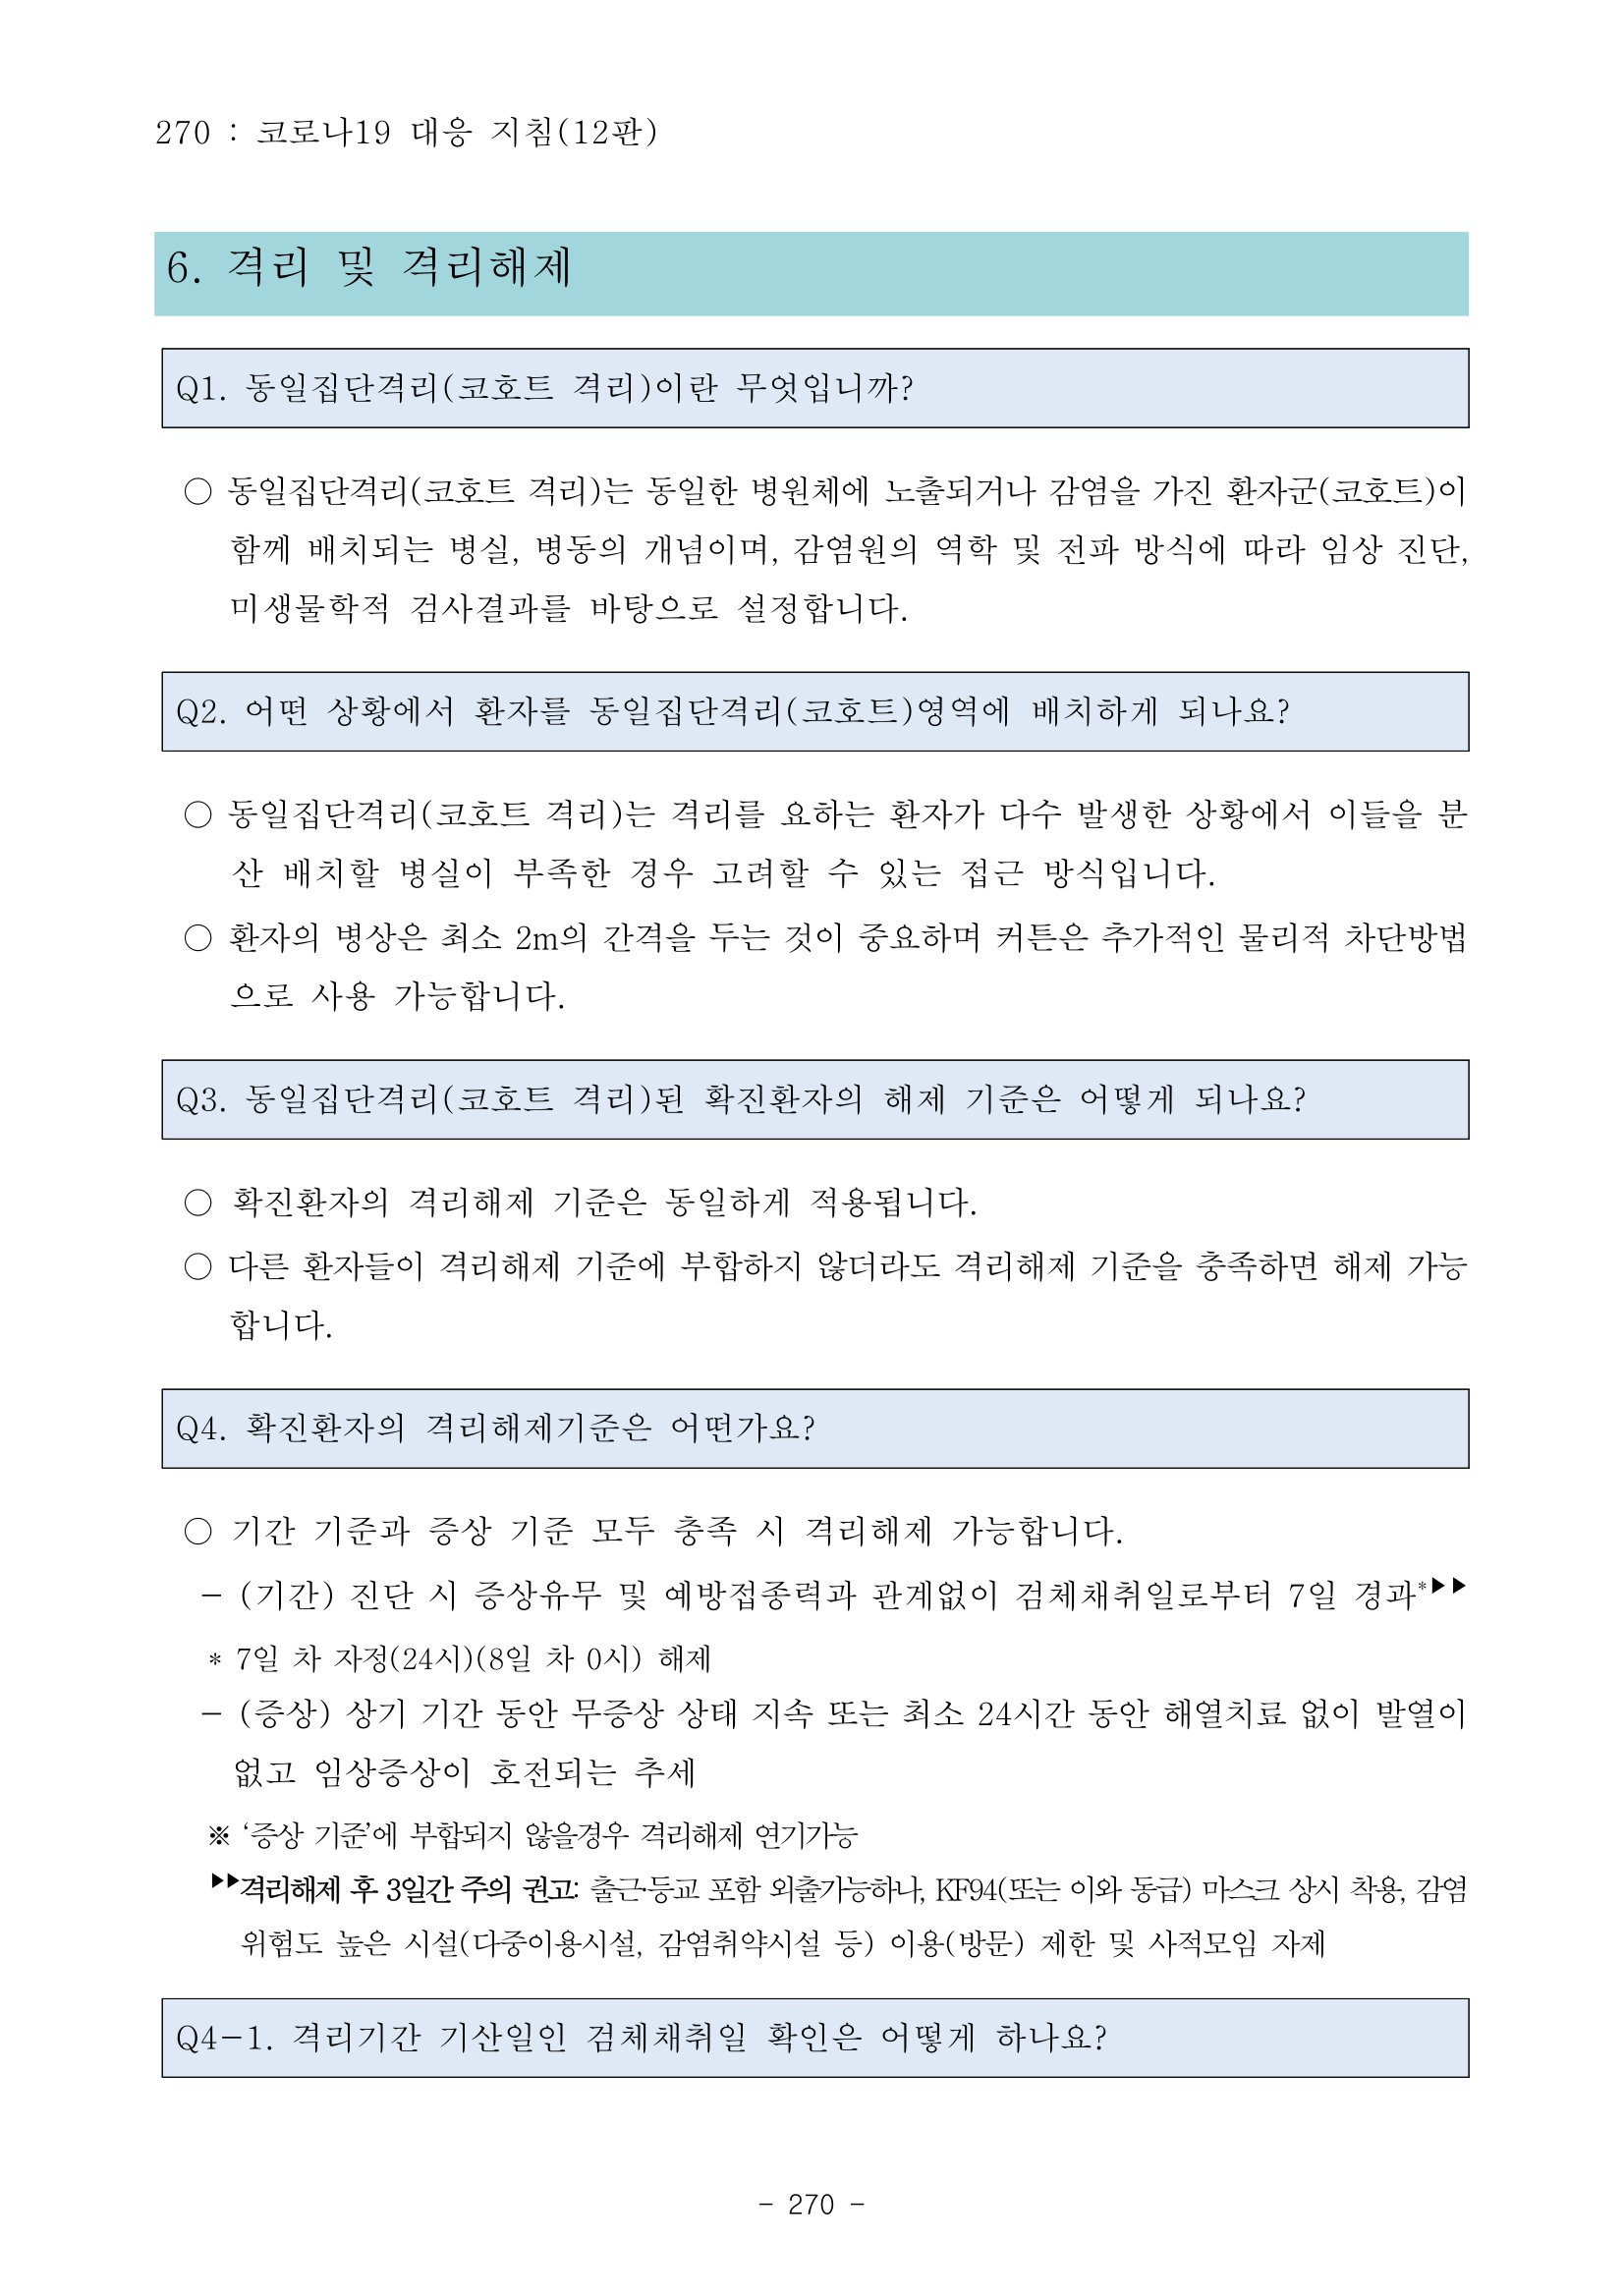 270 : 코로나19 대응 지침(12판)
6. 격리 및 격리해제
Q1. 동일집단격리(코호트 격리)이란 무엇입니까?
○ 동일집단격리(코호트 격리)는 동일한 병원체에 노출되거나 감염을 가진 환자군(코호트)이
함께 배치되는 병실, 병동의 개념이며, 감염원의 역학 및 전파 방식에 따라 임상 진단,
미생물학적 검사결과를 바탕으로 설정합니다.
Q2. 어떤 상황에서 환자를 동일집단격리(코호트)영역에 배치하게 되나요?
○ 동일집단격리(코호트 격리)는 격리를 요하는 환자가 다수 발생한 상황에서 이들을 분
산 배치할 병실이 부족한 경우 고려할 수 있는 접근 방식입니다.
○ 환자의 병상은 최소 2m의 간격을 두는 것이 중요하며 커튼은 추가적인 물리적 차단방법
으로 사용 가능합니다.
Q3. 동일집단격리(코호트 격리)된 확진환자의 해제 기준은 어떻게 되나요?
○ 확진환자의 격리해제 기준은 동일하게 적용됩니다.
○ 다른 환자들이 격리해제 기준에 부합하지 않더라도 격리해제 기준을 충족하면 해제 가능
합니다.
Q4. 확진환자의 격리해제기준은 어떤가요?
○ 기간 기준과 증상 기준 모두 충족 시 격리해제 가능합니다.
- (기간) 진단 시 증상유무 및 예방접종력과 관계없이 검체채취일로부터 7일 경과*▶▶
* 7일 차 자정(24시)(8일 차 0시) 해제
- (증상) 상기 기간 동안 무증상 상태 지속 또는 최소 24시간 동안 해열치료 없이 발열이
없고 임상증상이 호전되는 추세
※ ‘증상 기준’에 부합되지 않을경우 격리해제 연기가능
▶▶격리해제 후 3일간 주의 권고: 출근·등교 포함 외출가능하나, KF94(또는 이와 동급) 마스크 상시 착용, 감염
위험도 높은 시설(다중이용시설, 감염취약시설 등) 이용(방문) 제한 및 사적모임 자제
Q4-1. 격리기간 기산일인 검체채취일 확인은 어떻게 하나요?
- 270 -